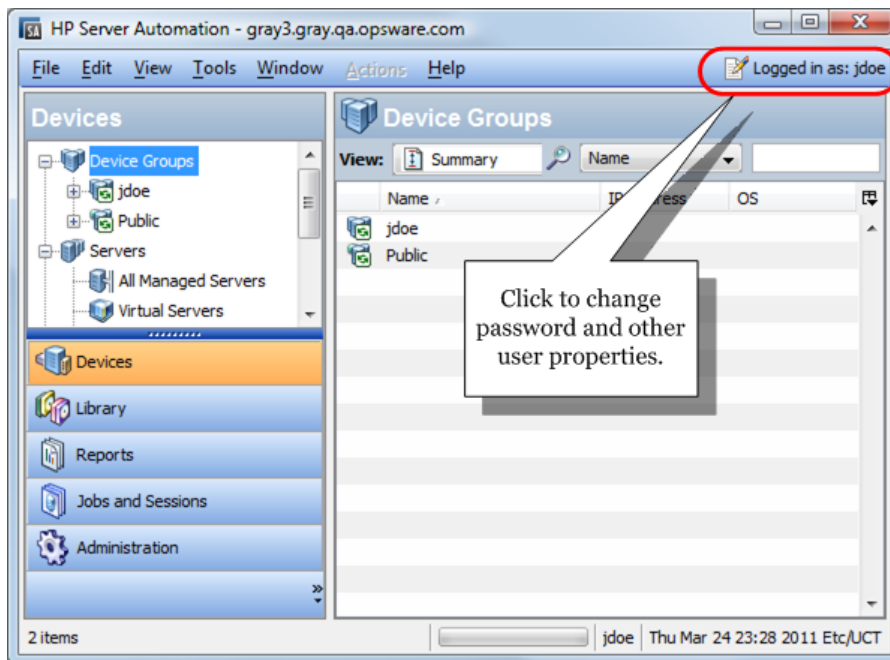 HP Server Automation - gray3.gray.qa.opsware.com
File Edit View Tools Window Actions Help
Logged in as: jdoe
Devices
Device Groups
jdoe
Public
Servers
All Managed Servers
Virtual Servers
Devices
Library
Reports
Jobs and Sessions
Administration
Device Groups
View: Summary Name
Name OS
jdoe
Public
Click to change
password and other
user properties.
2 items
jdoe Thu Mar 24 23:28 2011 Etc/UCT